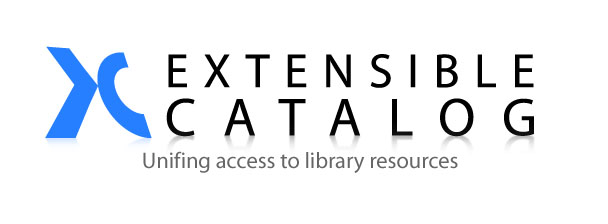 EXTENSIBLE
CATALOG
Unifing access to library resources